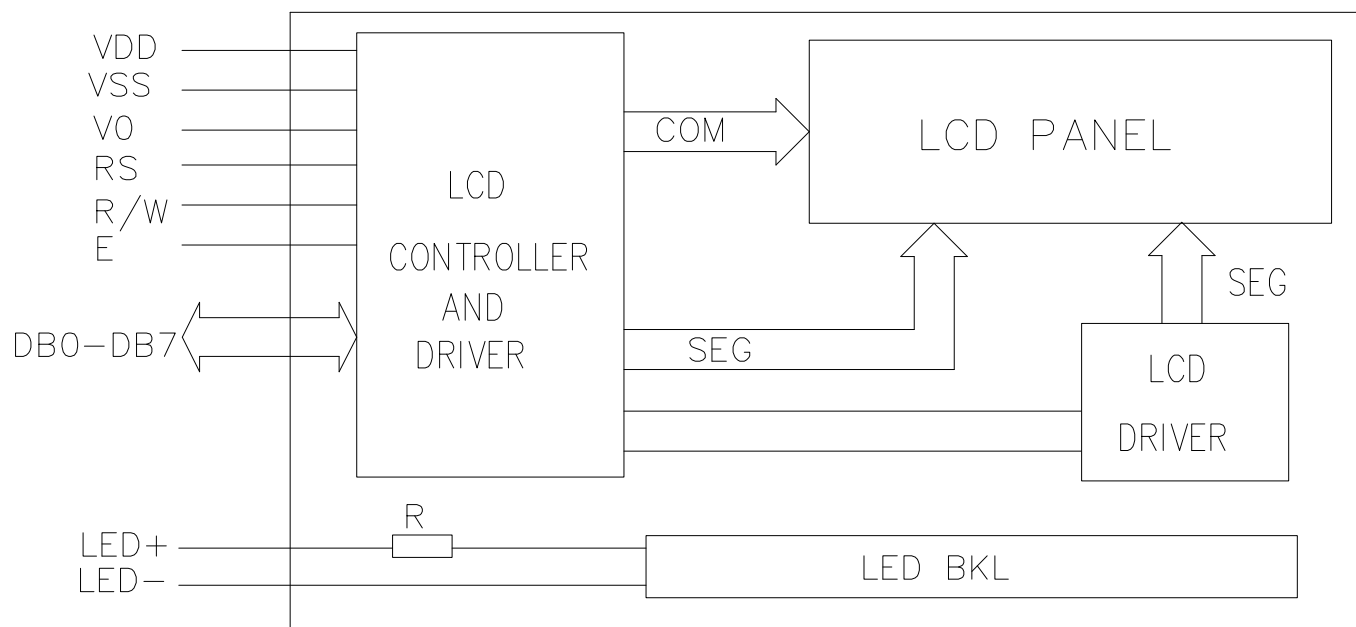 VDD
VSS
VO
RS
R/W
E
DB0-DB7
LCD
CONTROLLER
AND
DRIVER
COM
LCD PANEL
SEG
SEG
LCD
DRIVER
R
LED+
LED-
LED BKL